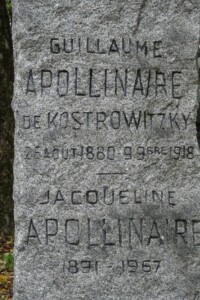 GUILLAUME
APOLLINAIRE
DE KOSTROWITZKY
26 AOUT 1880-9 9BRE 1918
JACQUELINE
APOLLINAIRE
1891-1967